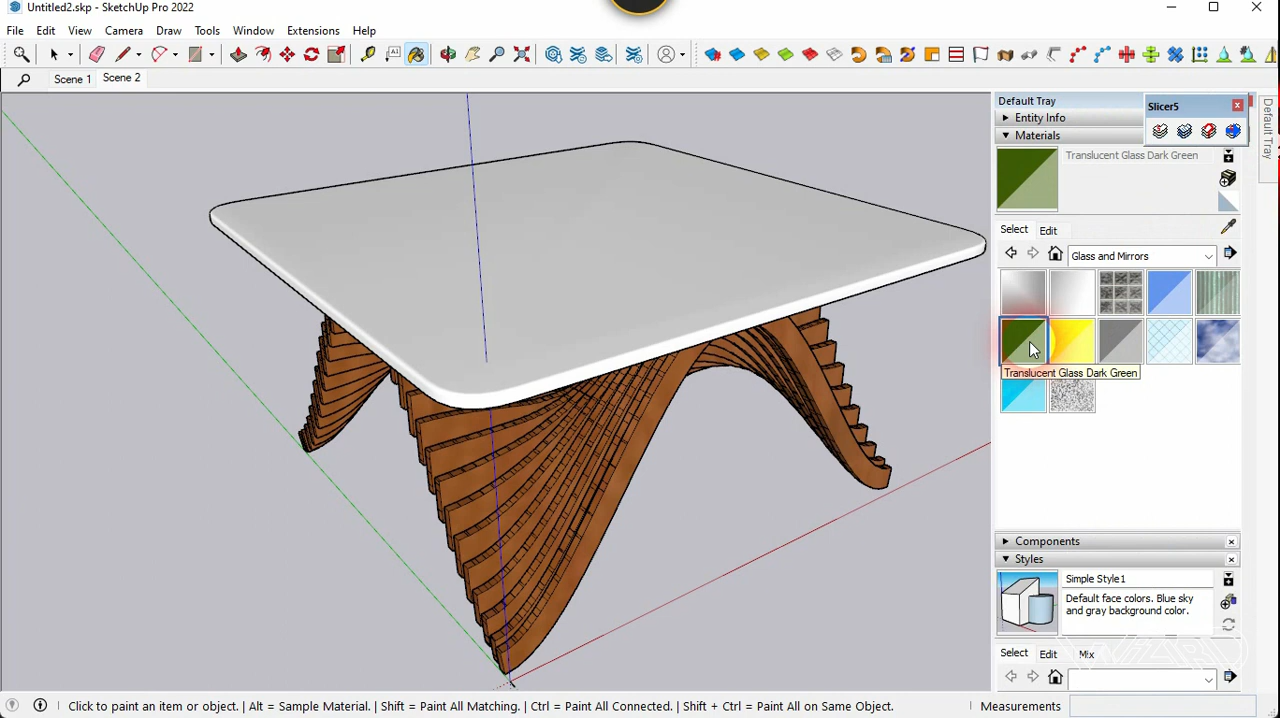 Untitled2.skp - SketchUp Pro 2022
File Edit View Camera Draw Tools Window Extensions Help
Scene 1 Scene 2
Default Tray
Slicer5
Default Tray
Entity Info
Materials
Translucent Glass Dark Green
Select Edit
Glass and Mirrors
Translucent Glass Dark Green
Components
Styles
Simple Style1
Default face colors. Blue sky
and gray background color.
Select Edit Mix
Click to paint an item or object. | Alt = Sample Material. | Shift = Paint All Matching. | Ctrl = Paint All Connected. | Shift + Ctrl = Paint All on Same Object.
Measurements